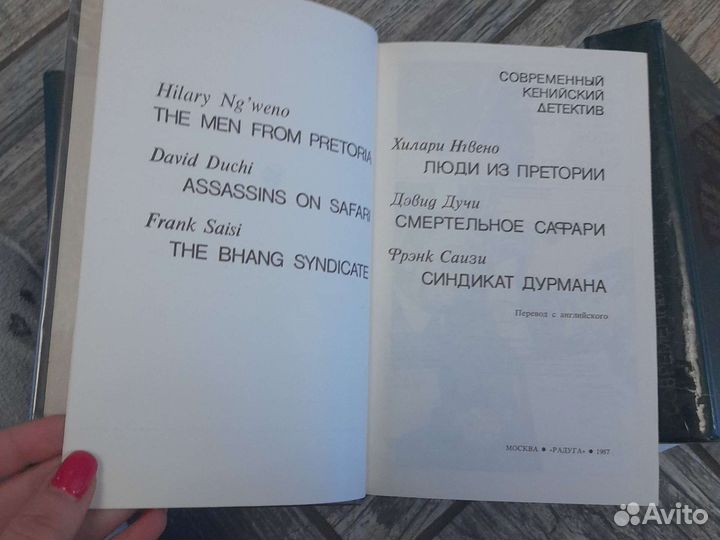 Hilary Ng'weno
THE MEN FROM PRETORIA
David Duchi
ASSASSINS ON SAFARI
Frank Saisi
THE BHANG SYNDICATE
СОВРЕМЕННЫЙ
КЕНИЙСКИЙ
ДЕТЕКТИВ
Хилари Нгвено
ЛЮДИ ИЗ ПРЕТОРИИ
Дэвид Дучи
СМЕРТЕЛЬНОЕ САФАРИ
Фрэнк Саизи
СИНДИКАТ ДУРМАНА
Перевод с английского
МОСКВА • «РАДУГА» • 1987
Avito